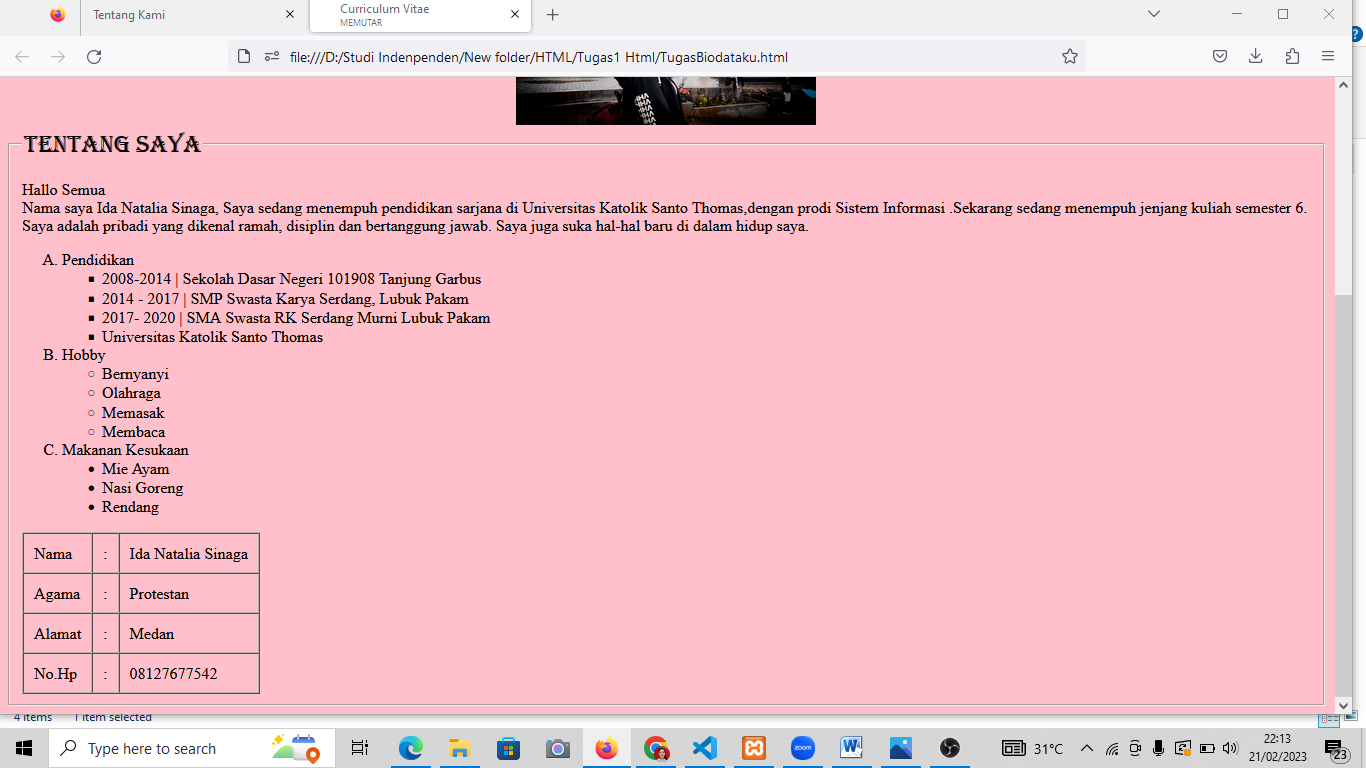 Tentang Kami
Curriculum Vitae
MEMUTAR
file:///D:/Studi Indenpenden/New folder/HTML/Tugas1 Html/TugasBiodataku.html
TENTANG SAYA
Hallo Semua
Nama saya Ida Natalia Sinaga, Saya sedang menempuh pendidikan sarjana di Universitas Katolik Santo Thomas,dengan prodi Sistem Informasi .Sekarang sedang menempuh jenjang kuliah semester 6.
Saya adalah pribadi yang dikenal ramah, disiplin dan bertanggung jawab. Saya juga suka hal-hal baru di dalam hidup saya.
A. Pendidikan
2008-2014 | Sekolah Dasar Negeri 101908 Tanjung Garbus
2014 - 2017 | SMP Swasta Karya Serdang, Lubuk Pakam
2017- 2020 | SMA Swasta RK Serdang Murni Lubuk Pakam
Universitas Katolik Santo Thomas
B. Hobby
Bernyanyi
Olahraga
Memasak
Membaca
C. Makanan Kesukaan
Mie Ayam
Nasi Goreng
Rendang
Nama : Ida Natalia Sinaga
Agama : Protestan
Alamat : Medan
No.Hp : 08127677542
4 items 1 item selected
Type here to search
zoom
31°C
22:13
21/02/2023
23